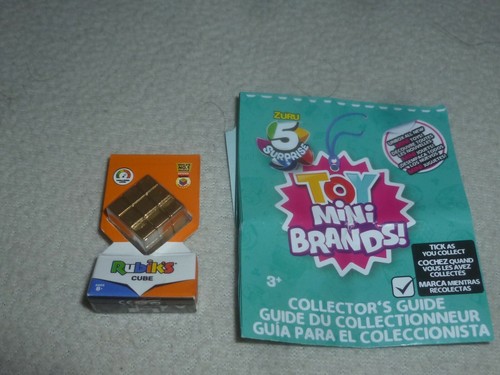 Rubik's
CUBE
ZURU
5
SURPRISE
TOY
MiNi
BRANDS!
3+
TICK AS
YOU COLLECT
COCHEZ QUAND
VOUS LES AVEZ
COLLECTÉS
MARCA MIENTRAS
RECOLECTAS
COLLECTOR'S GUIDE
GUIDE DU COLLECTIONNEUR
GUÍA PARA EL COLECCIONISTA